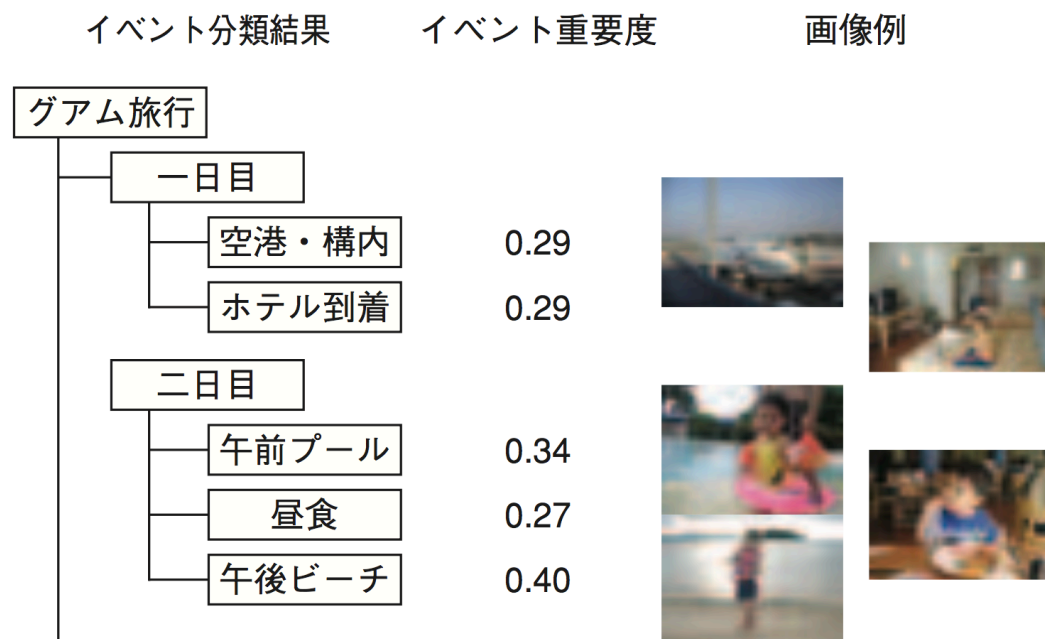 イベント分類結果 イベント重要度 画像例
グアム旅行
一日目
空港・構内 0.29
ホテル到着 0.29
二日目
午前プール 0.34
昼食 0.27
午後ビーチ 0.40